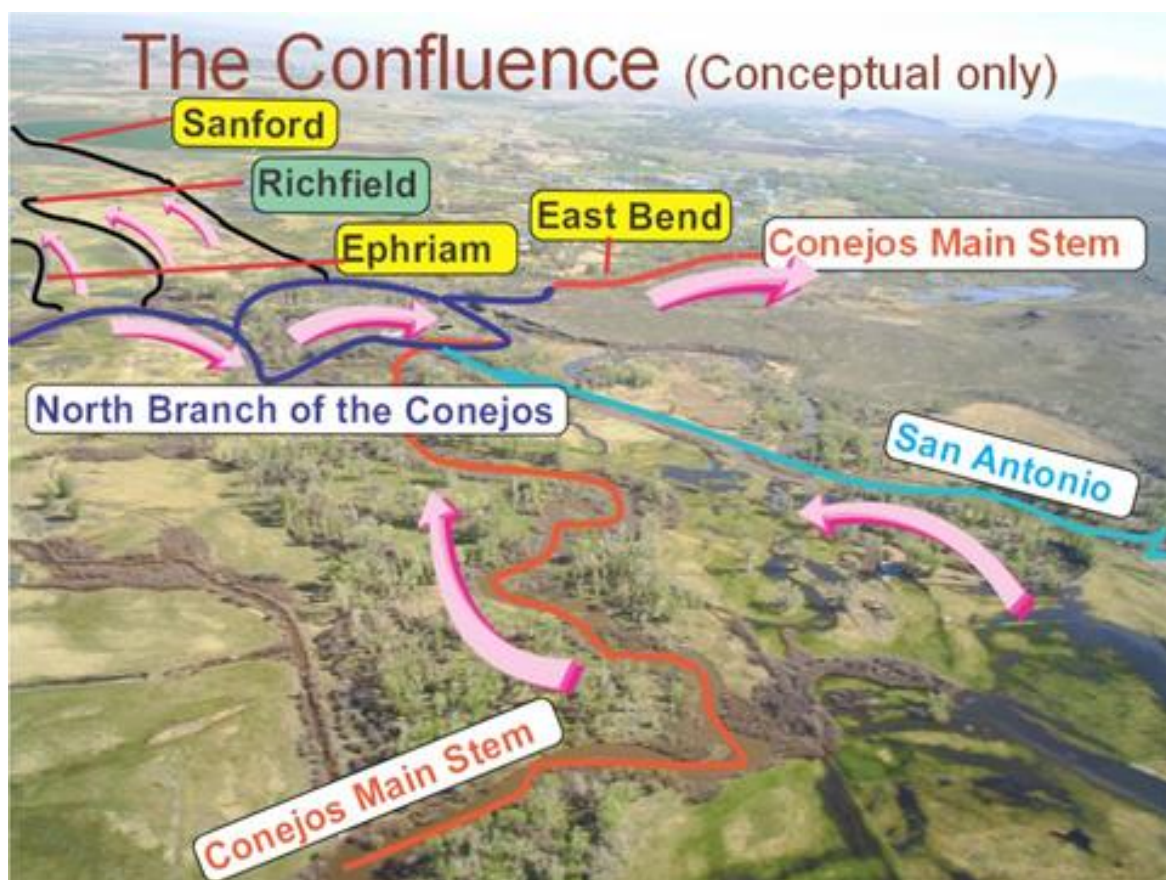 The Confluence (Conceptual only)
Sanford
Richfield
East Bend
Ephriam
Conejos Main Stem
North Branch of the Conejos
San Antonio
Conejos Main Stem